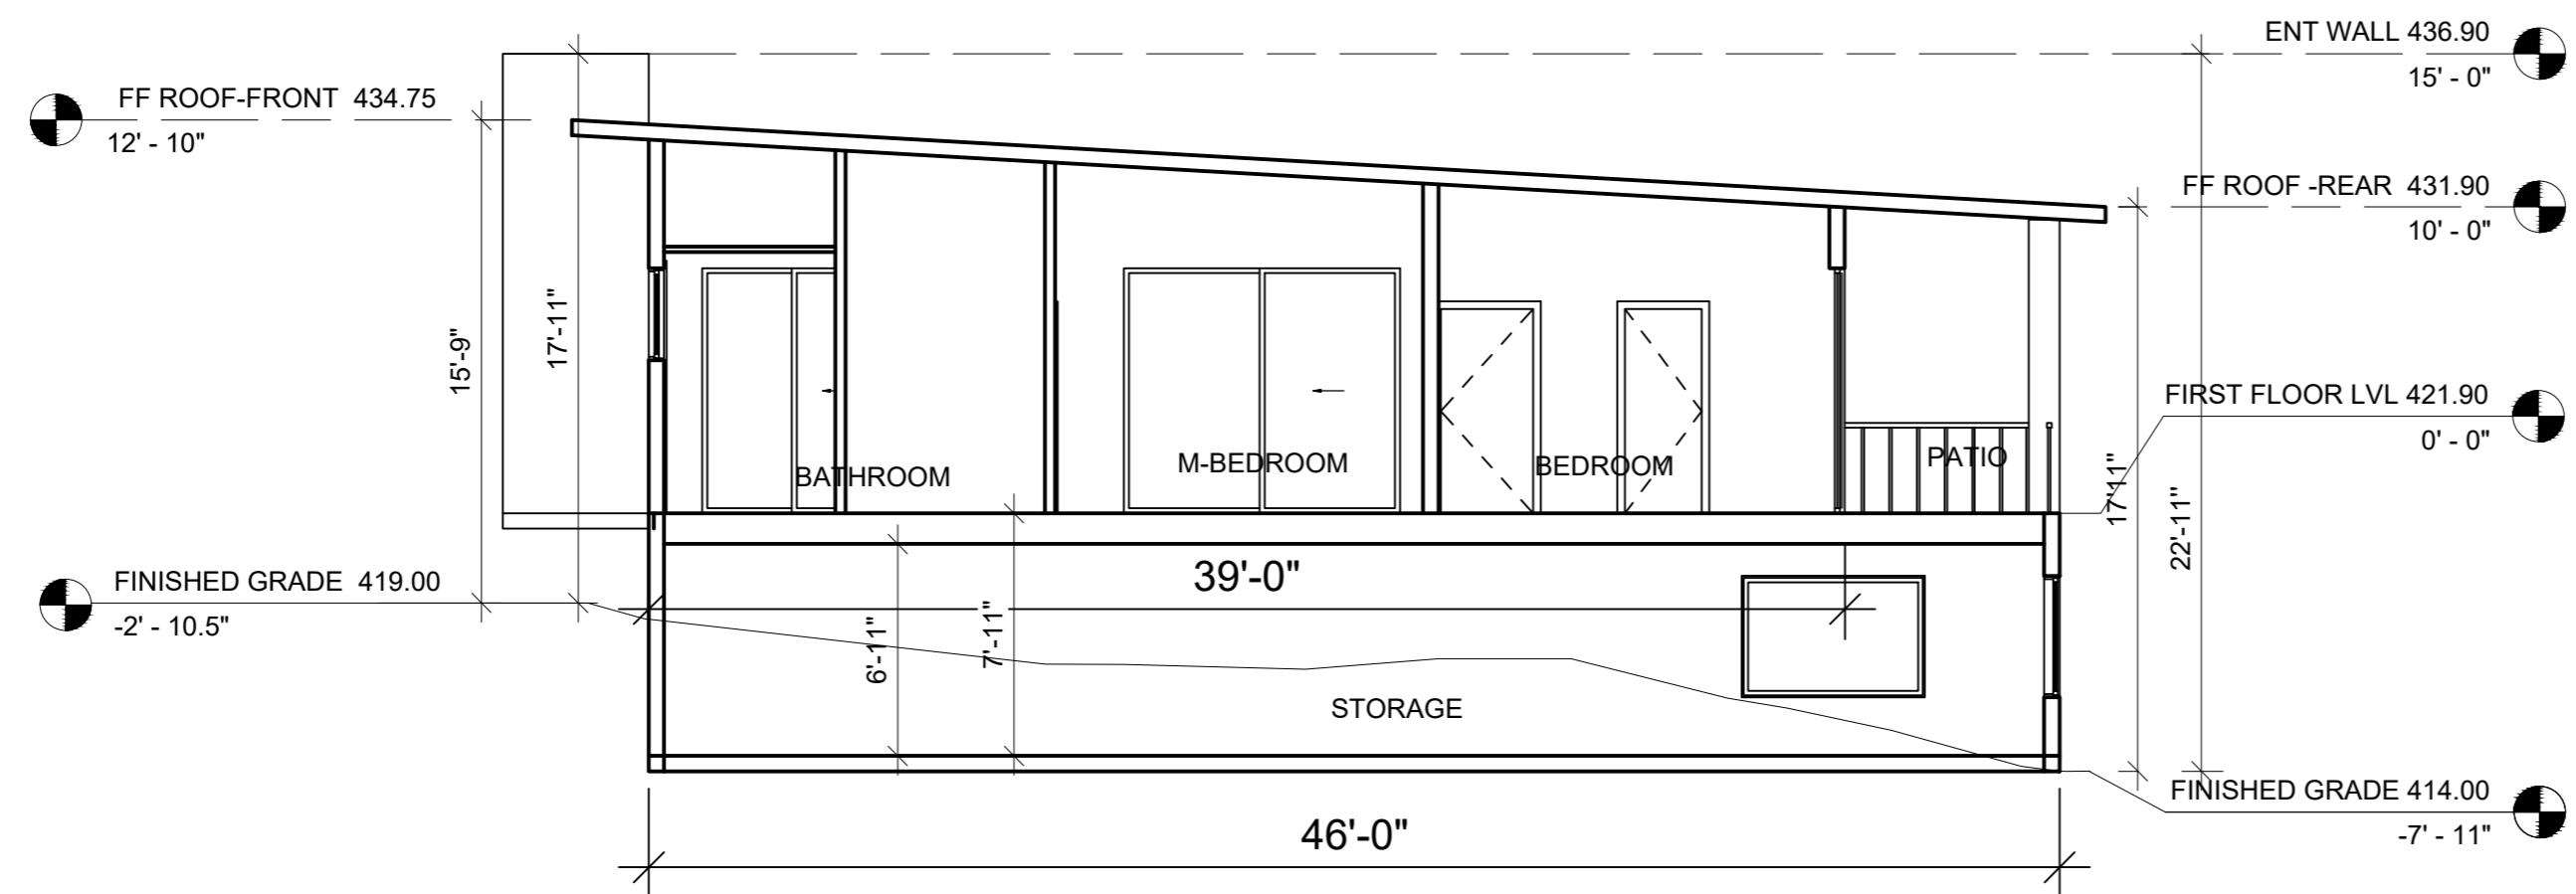 ENT WALL 436.90
15' - 0"
FF ROOF-FRONT  434.75
12' - 10"
FF ROOF -REAR  431.90
10' - 0"
17'-11"
15'-9"
FIRST FLOOR LVL 421.90
0' - 0"
BATHROOM
M-BEDROOM
BEDROOM
PATIO
17'11"
22'-11"
39'-0"
FINISHED GRADE  419.00
-2' - 10.5"
6'-11"
7'-11"
STORAGE
FINISHED GRADE 414.00
-7' - 11"
46'-0"